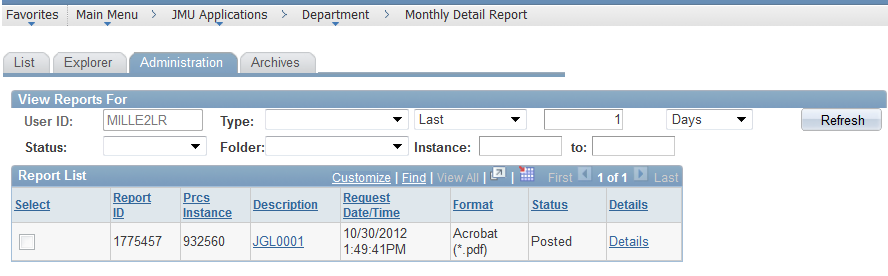 Favorites Main Menu > JMU Applications > Department > Monthly Detail Report
List Explorer Administration Archives
View Reports For
User ID: MILLE2LR Type: Last 1 Days Refresh
Status: Folder: Instance: to:
Report List Customize | Find | View All | | First 1 of 1 Last
Select Report ID Prcs Instance Description Request Date/Time Format Status Details
1775457 932560 JGL0001 10/30/2012 1:49:41PM Acrobat (*.pdf) Posted Details